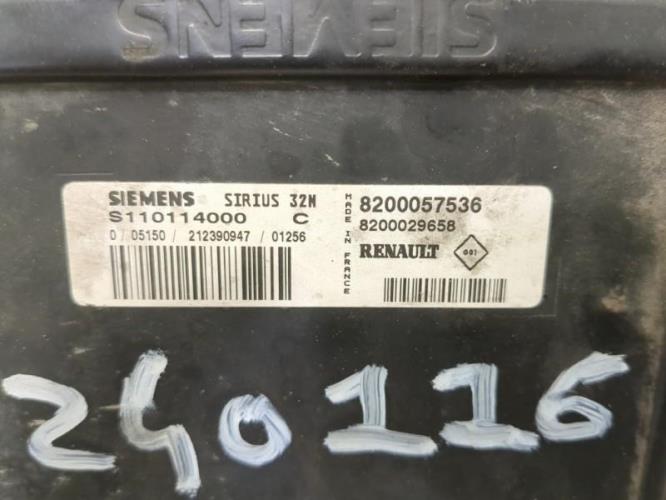 SIEMENS
SIEMENS SIRIUS 32N
S110114000 C
0 / 05150 / 212390947 / 01256
MADE IN FRANCE
8200057536
8200029658
RENAULT
240116